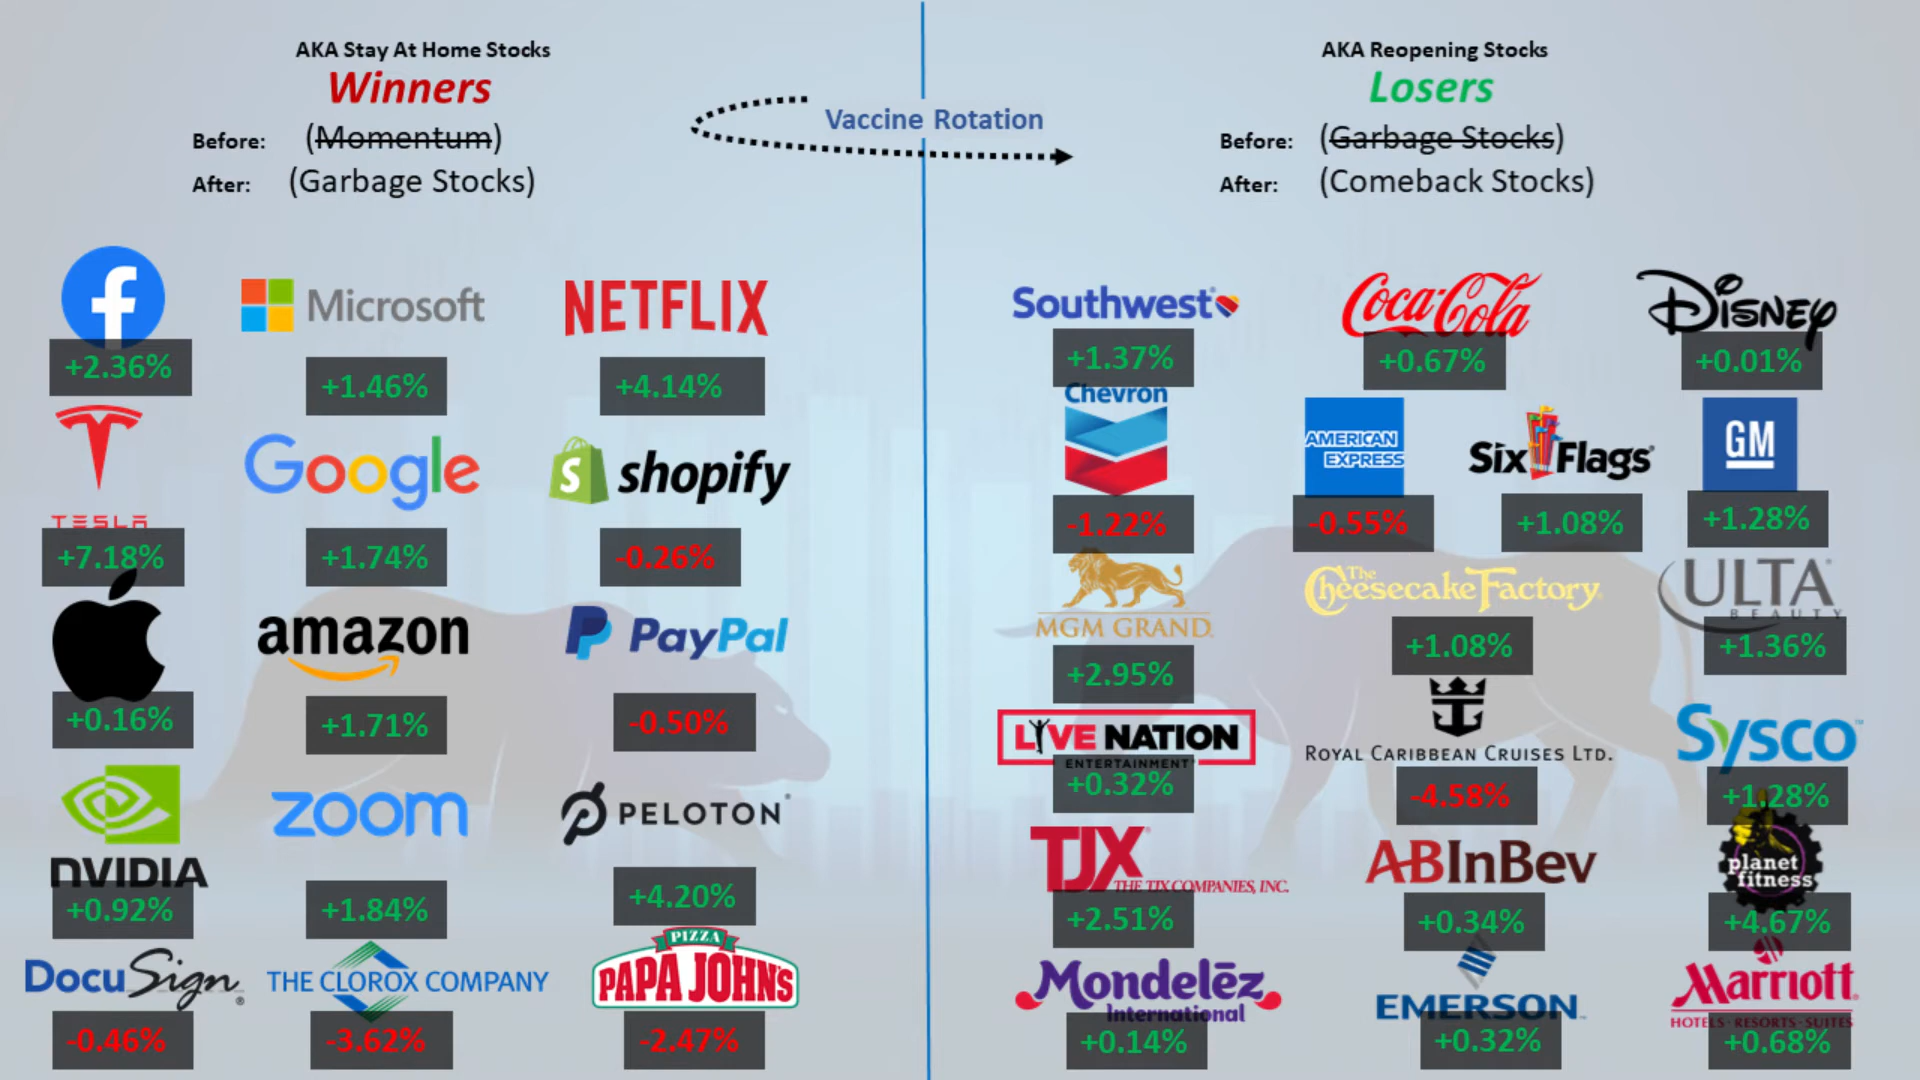 AKA Stay At Home Stocks
Winners
Before: (Momentum)
After: (Garbage Stocks)
Vaccine Rotation
AKA Reopening Stocks
Losers
Before: (Garbage Stocks)
After: (Comeback Stocks)
f
Microsoft
NETFLIX
+2.36%
+1.46%
+4.14%
TESLA
Google
S shopify
+7.18%
+1.74%
-0.26%
amazon
P PayPal
+0.16%
+1.71%
-0.50%
NVIDIA
zoom
PELOTON
+0.92%
+1.84%
+4.20%
DocuSign
THE CLOROX COMPANY
PIZZA
PAPA JOHN'S
-0.46%
-3.62%
-2.47%
Southwest
Coca-Cola
Disney
+1.37%
+0.67%
+0.01%
Chevron
AMERICAN
EXPRESS
Six Flags
GM
-1.22%
-0.55%
+1.08%
+1.28%
MGM GRAND
The
Cheesecake Factory
ULTA
BEAUTY
+2.95%
+1.08%
+1.36%
LIVE NATION
ENTERTAINMENT
ROYAL CARIBBEAN CRUISES LTD.
Sysco
+0.32%
-4.58%
+1.28%
TJX
THE TJX COMPANIES, INC.
ABInBev
planet
fitness
+2.51%
+0.34%
+4.67%
Mondelēz
International
EMERSON
Marriott
HOTELS·RESORTS·SUITES
+0.14%
+0.32%
+0.68%